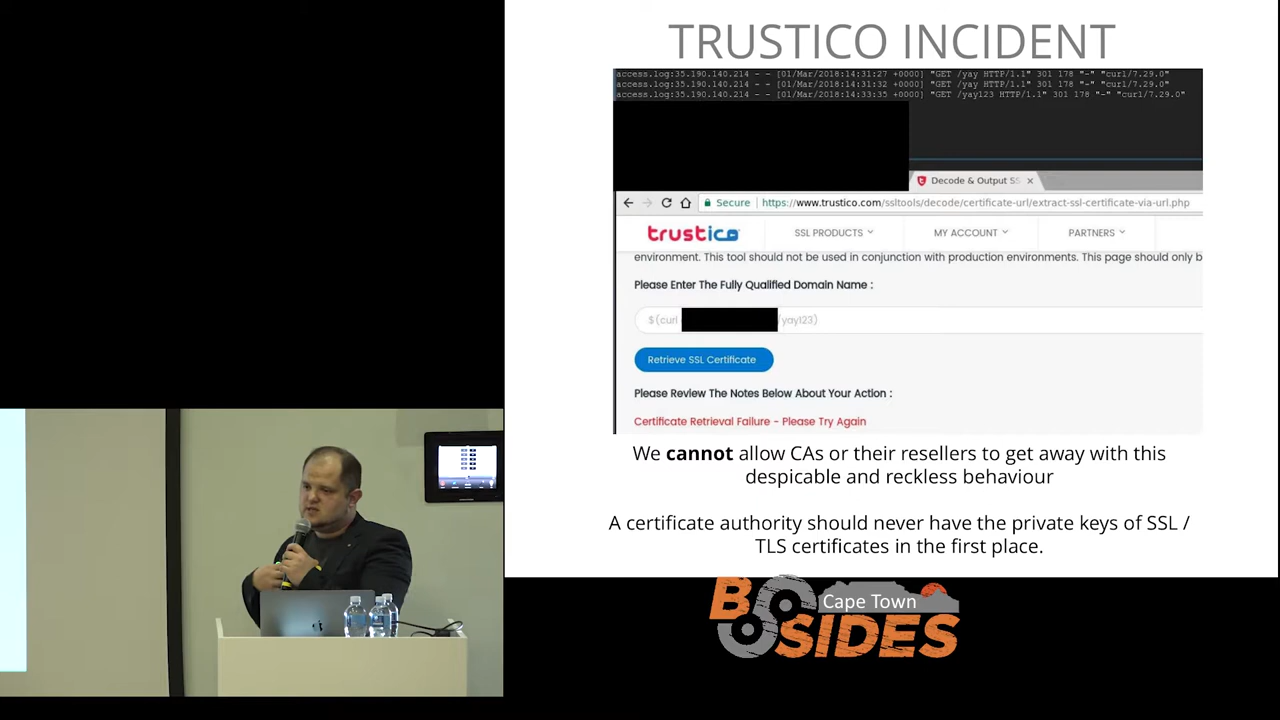 TRUSTICO INCIDENT
access.log:35.190.140.214 - - [01/Mar/2018:14:31:27 +0000] "GET /yay HTTP/1.1" 301 178 "-" "curl/7.29.0"
access.log:35.190.140.214 - - [01/Mar/2018:14:31:32 +0000] "GET /yay HTTP/1.1" 301 178 "-" "curl/7.29.0"
access.log:35.190.140.214 - - [01/Mar/2018:14:33:35 +0000] "GET /yay123 HTTP/1.1" 301 178 "-" "curl/7.29.0"
Decode & Output SS
Secure https://www.trustico.com/ssltools/decode/certificate-url/extract-ssl-certificate-via-url.php
trustico SSL PRODUCTS MY ACCOUNT PARTNERS
environment. This tool should not be used in conjunction with production environments. This page should only b
Please Enter The Fully Qualified Domain Name :
$(curl /yay123)
Retrieve SSL Certificate
Please Review The Notes Below About Your Action :
Certificate Retrieval Failure - Please Try Again
We cannot allow CAs or their resellers to get away with this
despicable and reckless behaviour
A certificate authority should never have the private keys of SSL /
TLS certificates in the first place.
B SIDES
Cape Town